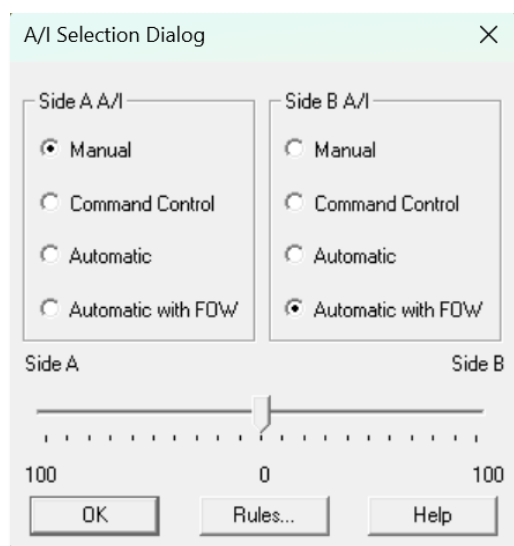 A/I Selection Dialog
Side A A/I
Manual
Command Control
Automatic
Automatic with FOW
Side B A/I
Manual
Command Control
Automatic
Automatic with FOW
Side A
Side B
100
0
100
OK
Rules...
Help